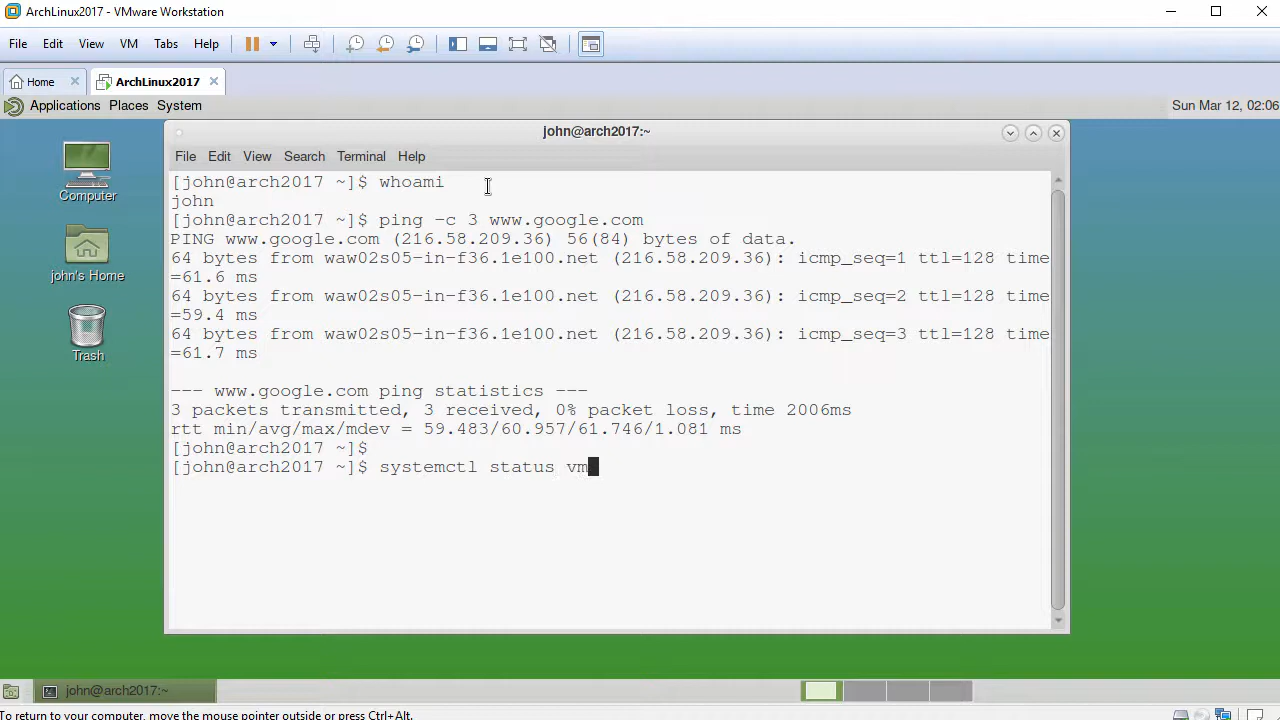 ArchLinux2017 - VMware Workstation
File Edit View VM Tabs Help
Home ArchLinux2017
Applications Places System Sun Mar 12, 02:06
john@arch2017:~
File Edit View Search Terminal Help
[john@arch2017 ~]$ whoami
john
[john@arch2017 ~]$ ping -c 3 www.google.com
PING www.google.com (216.58.209.36) 56(84) bytes of data.
64 bytes from waw02s05-in-f36.1e100.net (216.58.209.36): icmp_seq=1 ttl=128 time
=61.6 ms
64 bytes from waw02s05-in-f36.1e100.net (216.58.209.36): icmp_seq=2 ttl=128 time
=59.4 ms
64 bytes from waw02s05-in-f36.1e100.net (216.58.209.36): icmp_seq=3 ttl=128 time
=61.7 ms
--- www.google.com ping statistics ---
3 packets transmitted, 3 received, 0% packet loss, time 2006ms
rtt min/avg/max/mdev = 59.483/60.957/61.746/1.081 ms
[john@arch2017 ~]$
[john@arch2017 ~]$ systemctl status vm
Computer
john's Home
Trash
john@arch2017:~
To return to your computer, move the mouse pointer outside or press Ctrl+Alt.